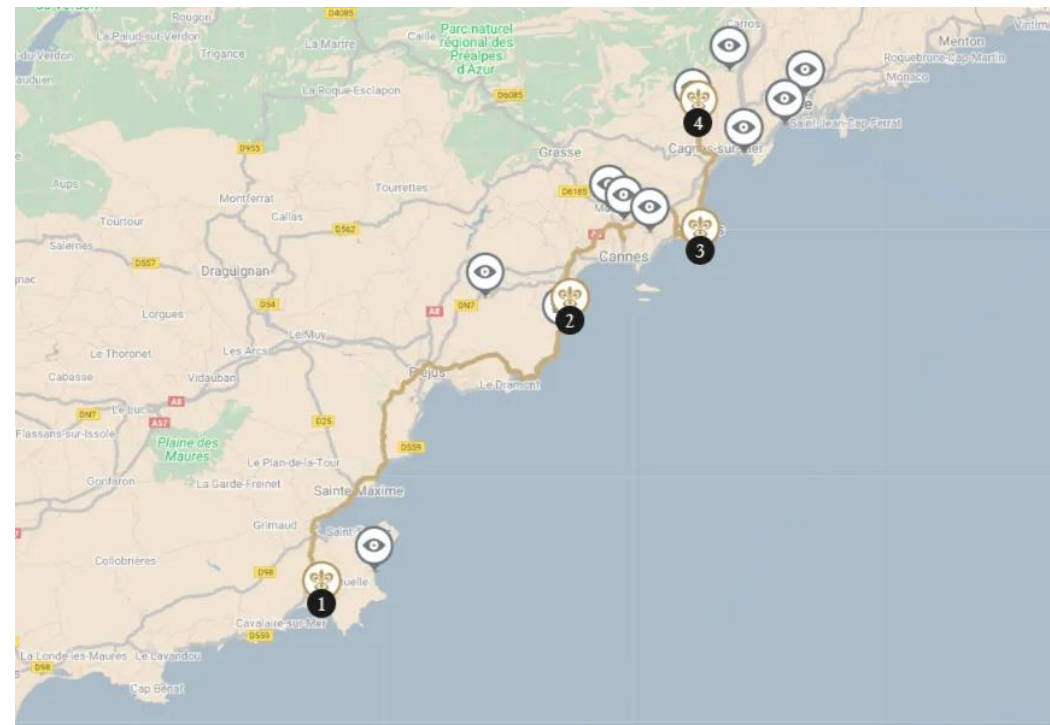 D4085
Rougon
La Palud-sur-Verdon
Trigance
La Martre
Caille
Parc naturel
régional des
Préalpes
d'Azur
Carros
Menton
Roquebrune-Cap-Martin
Monaco
La Roque-Esclapon
D6085
Saint-Jean-Cap-Ferrat
4
D955
Grasse
Cagnes-sur-Mer
Aups
Tourrettes
D6185
Montferrat
Callas
Tourtour
D562
Salernes
D557
A8
3
Cannes
Draguignan
DN7
D54
A8
2
Lorgues
Le Muy
Les Arcs
Le Thoronet
Fréjus
Cabasse
Vidauban
Le Dramont
A8
DN7
Le Luc
A57
D25
Flassans-sur-Issole
Plaine des
Maures
D559
Le Plan-de-la-Tour
Gonfaron
La Garde-Freinet
Sainte-Maxime
Grimaud
Collobrières
D98
1
Cavalaire-sur-Mer
D559
La Londe-les-Maures
Le Lavandou
D98
Cap Bénat